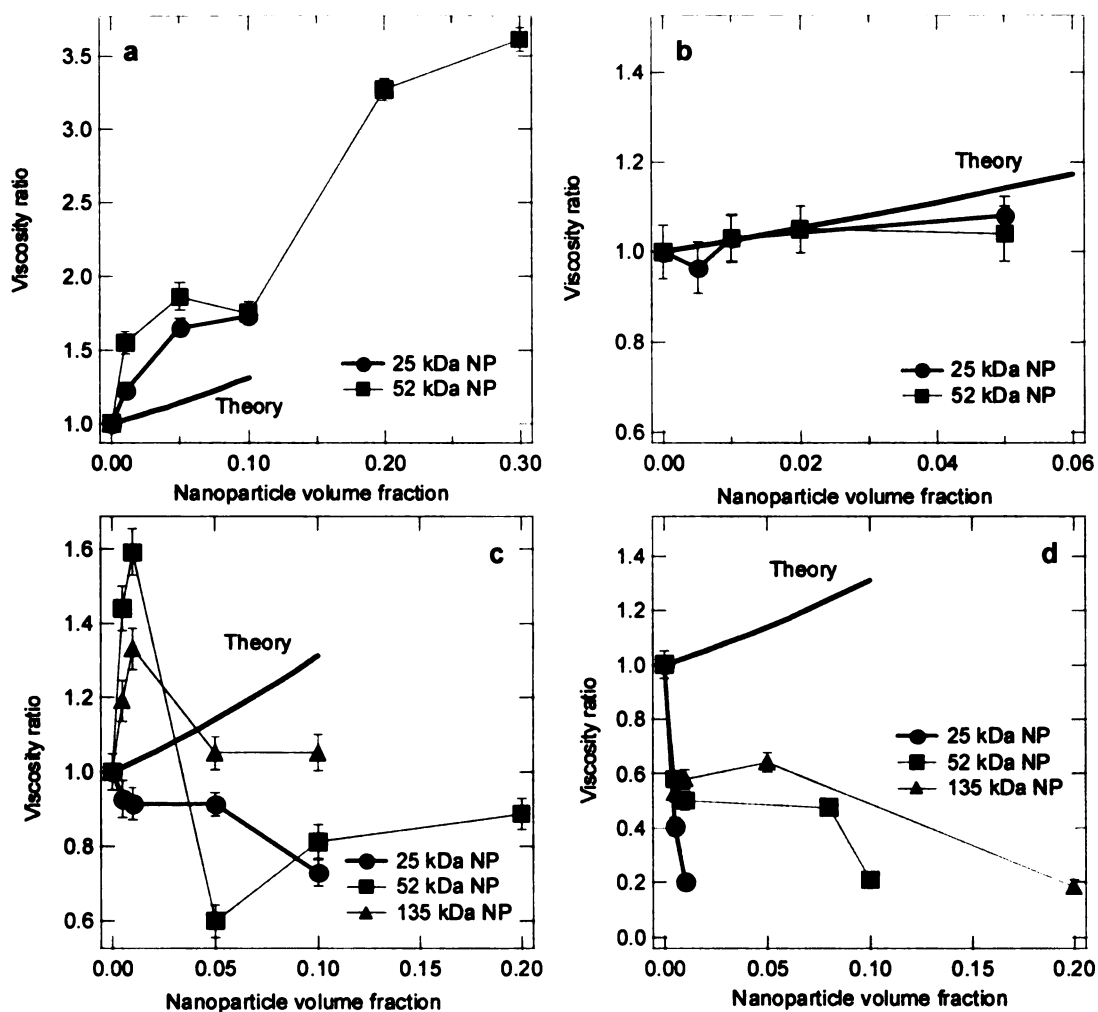 a
3.5
3.0
2.5
2.0
1.5
1.0
Viscosity ratio
Theory
25 kDa NP
52 kDa NP
0.00 0.10 0.20 0.30
Nanoparticle volume fraction
b
1.4
1.2
1.0
0.8
0.6
Viscosity ratio
Theory
25 kDa NP
52 kDa NP
0.00 0.02 0.04 0.06
Nanoparticle volume fraction
c
1.6
1.4
1.2
1.0
0.8
0.6
Viscosity ratio
Theory
25 kDa NP
52 kDa NP
135 kDa NP
0.00 0.05 0.10 0.15 0.20
Nanoparticle volume fraction
d
1.4
1.2
1.0
0.8
0.6
0.4
0.2
0.0
Viscosity ratio
Theory
25 kDa NP
52 kDa NP
135 kDa NP
0.00 0.05 0.10 0.15 0.20
Nanoparticle volume fraction